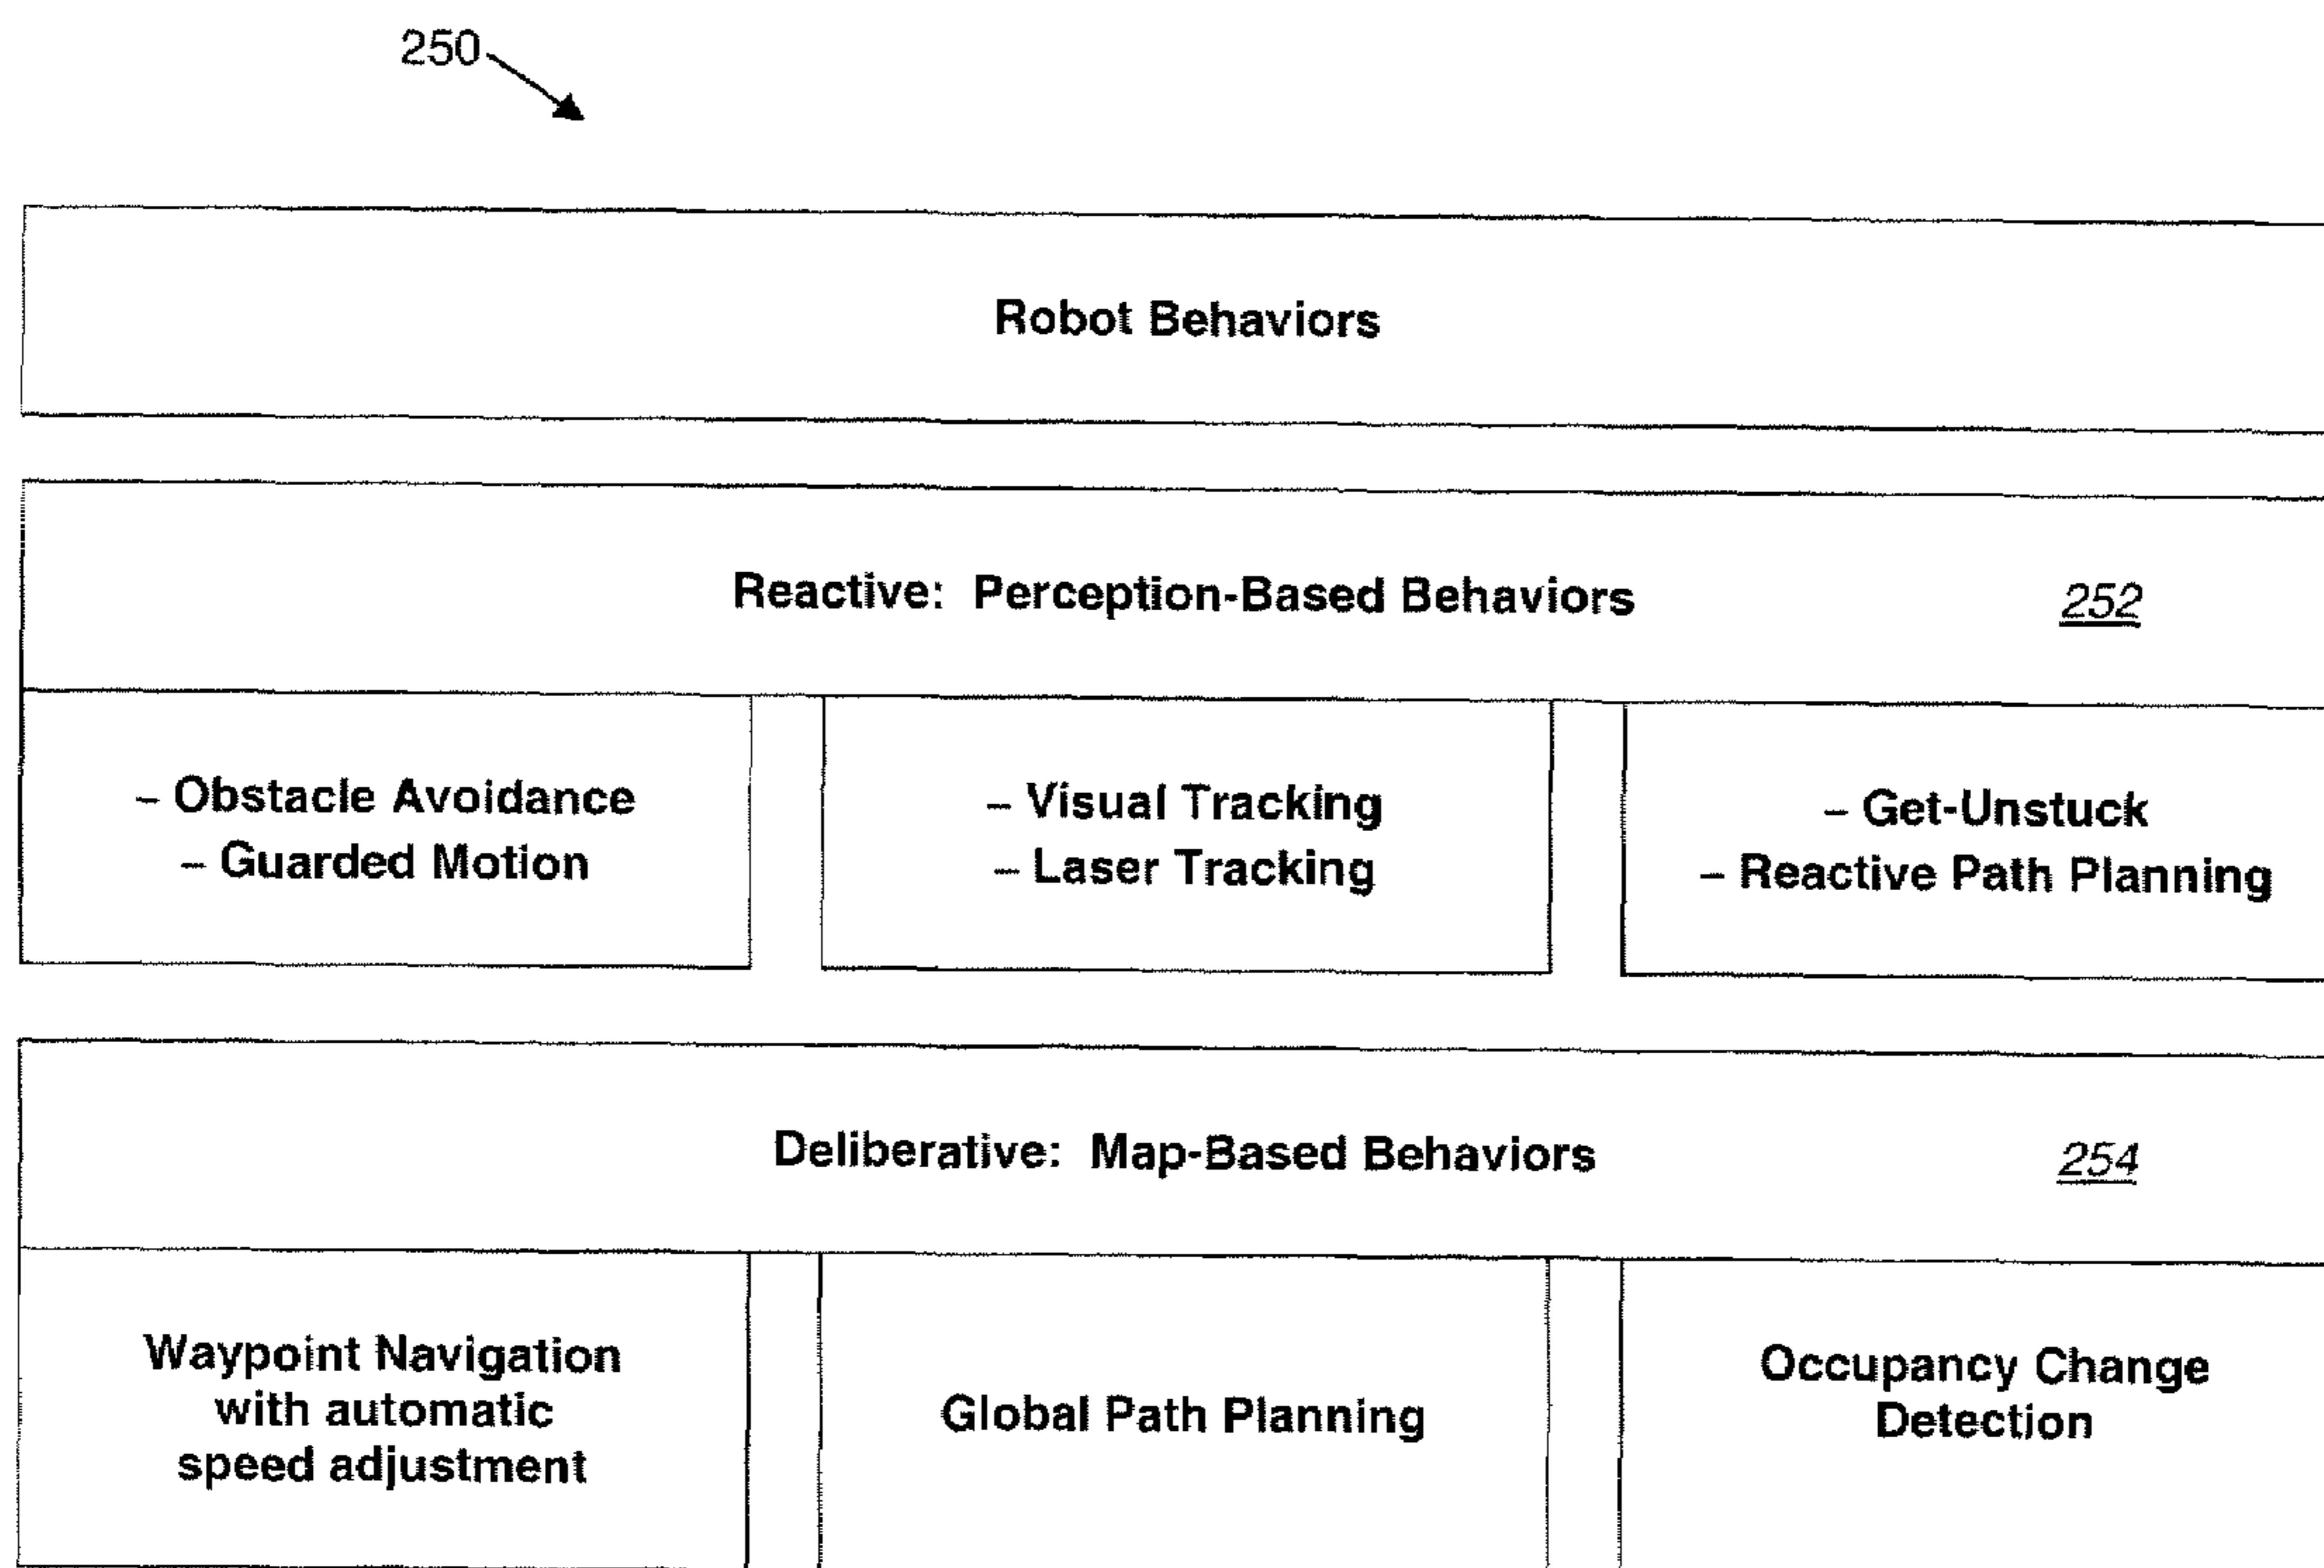 250
Robot Behaviors
Reactive: Perception-Based Behaviors 252
– Obstacle Avoidance
– Guarded Motion
– Visual Tracking
– Laser Tracking
– Get-Unstuck
– Reactive Path Planning
Deliberative: Map-Based Behaviors 254
Waypoint Navigation
with automatic
speed adjustment
Global Path Planning
Occupancy Change
Detection